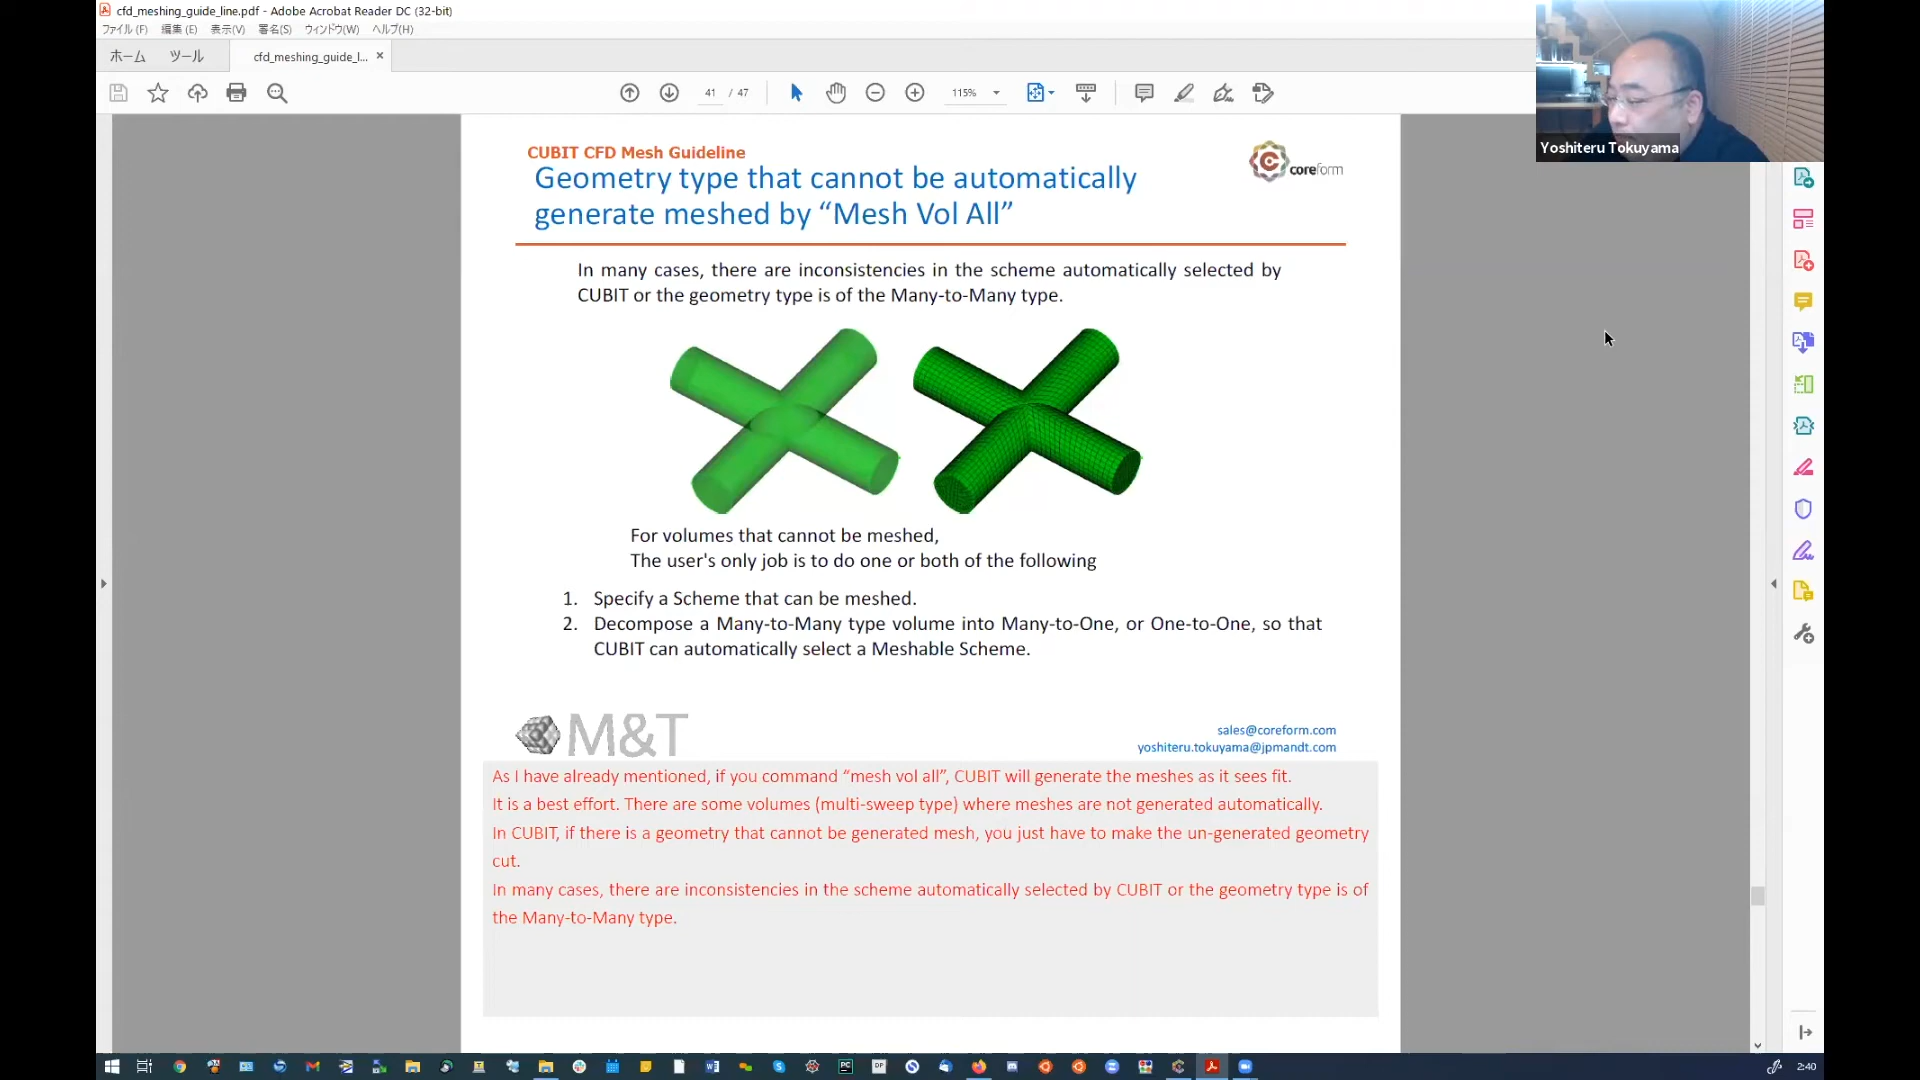 cfd_meshing_guide_line.pdf - Adobe Acrobat Reader DC (32-bit)
ファイル(F) 編集(E) 表示(V) 署名(S) ウィンドウ(W) ヘルプ(H)
ホーム ツール cfd_meshing_guide_l... ×
41 / 47 115%
Yoshiteru Tokuyama
CUBIT CFD Mesh Guideline
coreform
Geometry type that cannot be automatically
generate meshed by “Mesh Vol All”
In many cases, there are inconsistencies in the scheme automatically selected by
CUBIT or the geometry type is of the Many-to-Many type.
For volumes that cannot be meshed,
The user's only job is to do one or both of the following
1. Specify a Scheme that can be meshed.
2. Decompose a Many-to-Many type volume into Many-to-One, or One-to-One, so that
CUBIT can automatically select a Meshable Scheme.
M&T
sales@coreform.com
yoshiteru.tokuyama@jpmandt.com
As I have already mentioned, if you command “mesh vol all”, CUBIT will generate the meshes as it sees fit.
It is a best effort. There are some volumes (multi-sweep type) where meshes are not generated automatically.
In CUBIT, if there is a geometry that cannot be generated mesh, you just have to make the un-generated geometry
cut.
In many cases, there are inconsistencies in the scheme automatically selected by CUBIT or the geometry type is of
the Many-to-Many type.
2:40